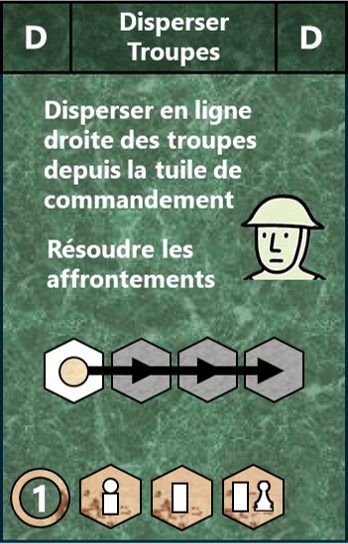 D
Disperser
Troupes
D
Disperser en ligne
droite des troupes
depuis la tuile de
commandement
Résoudre les
affrontements
1